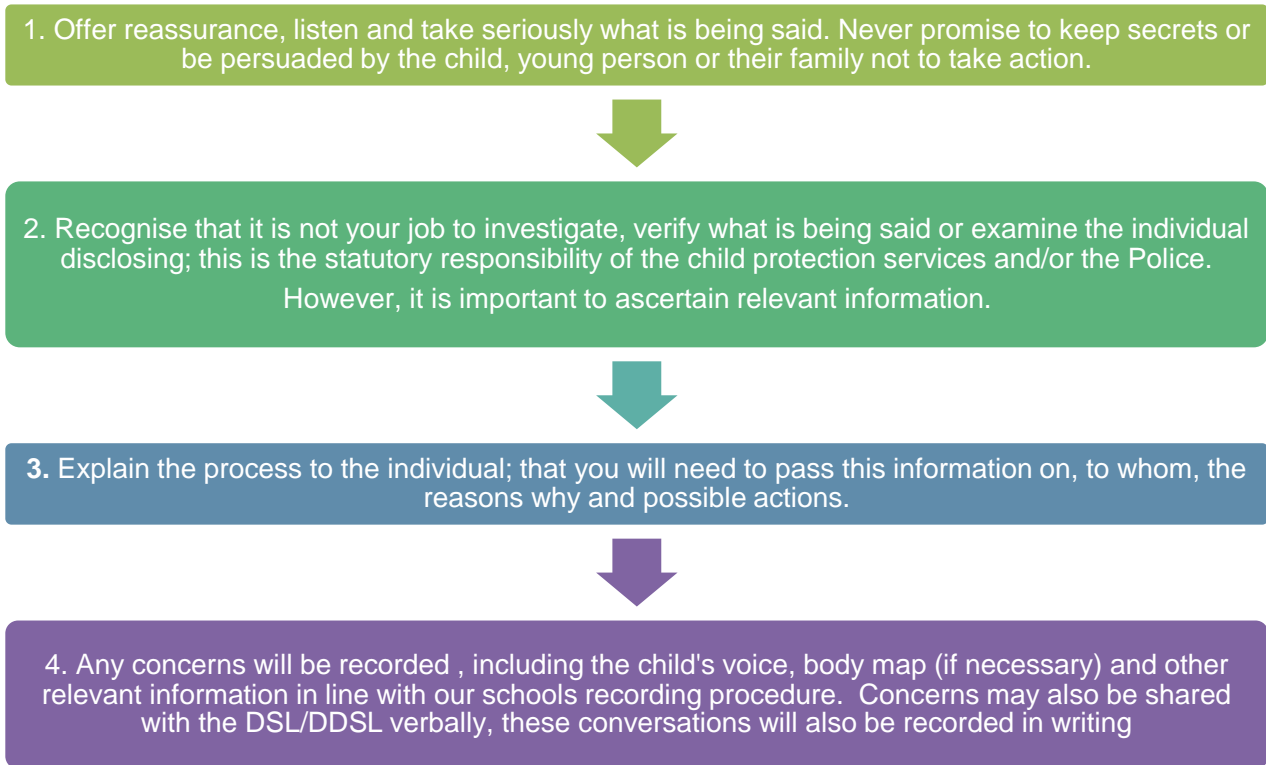 1. Offer reassurance, listen and take seriously what is being said. Never promise to keep secrets or
be persuaded by the child, young person or their family not to take action.
2. Recognise that it is not your job to investigate, verify what is being said or examine the individual
disclosing; this is the statutory responsibility of the child protection services and/or the Police.
However, it is important to ascertain relevant information.
3. Explain the process to the individual; that you will need to pass this information on, to whom, the
reasons why and possible actions.
4. Any concerns will be recorded , including the child's voice, body map (if necessary) and other
relevant information in line with our schools recording procedure.  Concerns may also be shared
with the DSL/DDSL verbally, these conversations will also be recorded in writing